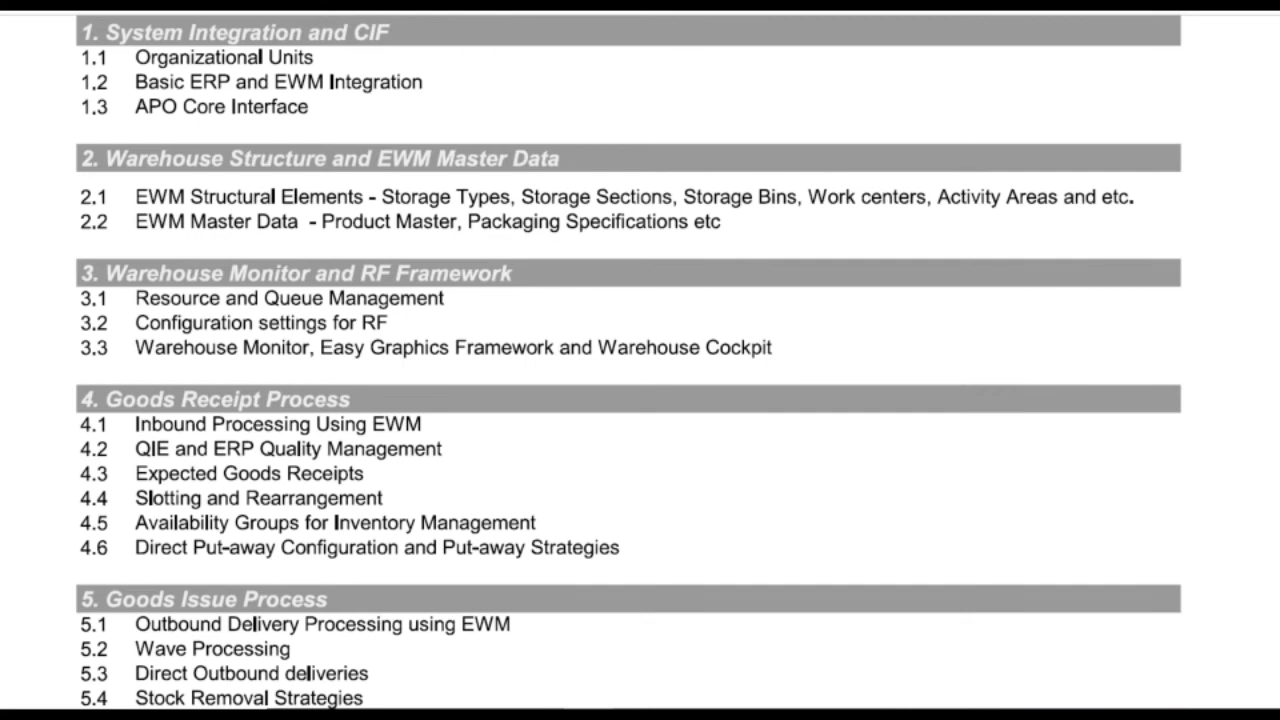 1. System Integration and CIF
1.1 Organizational Units
1.2 Basic ERP and EWM Integration
1.3 APO Core Interface
2. Warehouse Structure and EWM Master Data
2.1 EWM Structural Elements - Storage Types, Storage Sections, Storage Bins, Work centers, Activity Areas and etc.
2.2 EWM Master Data - Product Master, Packaging Specifications etc
3. Warehouse Monitor and RF Framework
3.1 Resource and Queue Management
3.2 Configuration settings for RF
3.3 Warehouse Monitor, Easy Graphics Framework and Warehouse Cockpit
4. Goods Receipt Process
4.1 Inbound Processing Using EWM
4.2 QIE and ERP Quality Management
4.3 Expected Goods Receipts
4.4 Slotting and Rearrangement
4.5 Availability Groups for Inventory Management
4.6 Direct Put-away Configuration and Put-away Strategies
5. Goods Issue Process
5.1 Outbound Delivery Processing using EWM
5.2 Wave Processing
5.3 Direct Outbound deliveries
5.4 Stock Removal Strategies